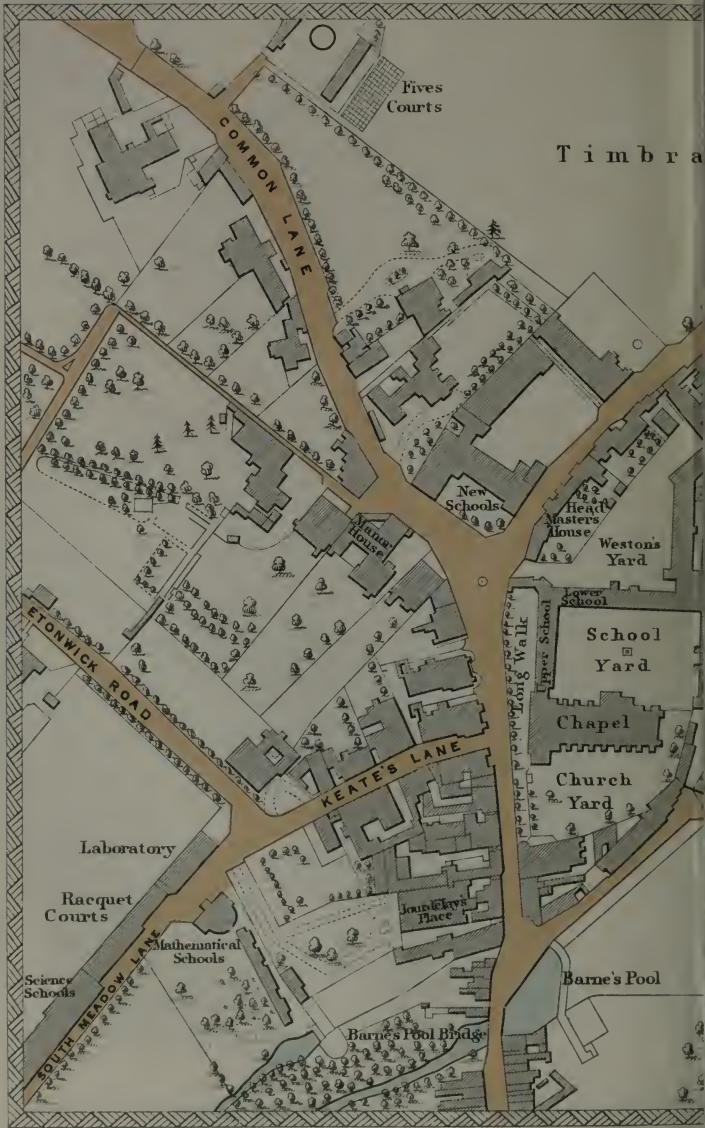 Fives
Courts
Timbra
COMMON LANE
New
Schools
Head
Masters
House
Weston's
Yard
Manor
House
Lower
School
Upper School
School
Yard
Long Walk
ETONWICK ROAD
Chapel
KEATE'S LANE
Church
Yard
Laboratory
Racquet
Courts
Jourdelays
Place
Mathematical
Schools
Science
Schools
SOUTH MEADOW LANE
Barne's Pool
Barne's Pool Bridge